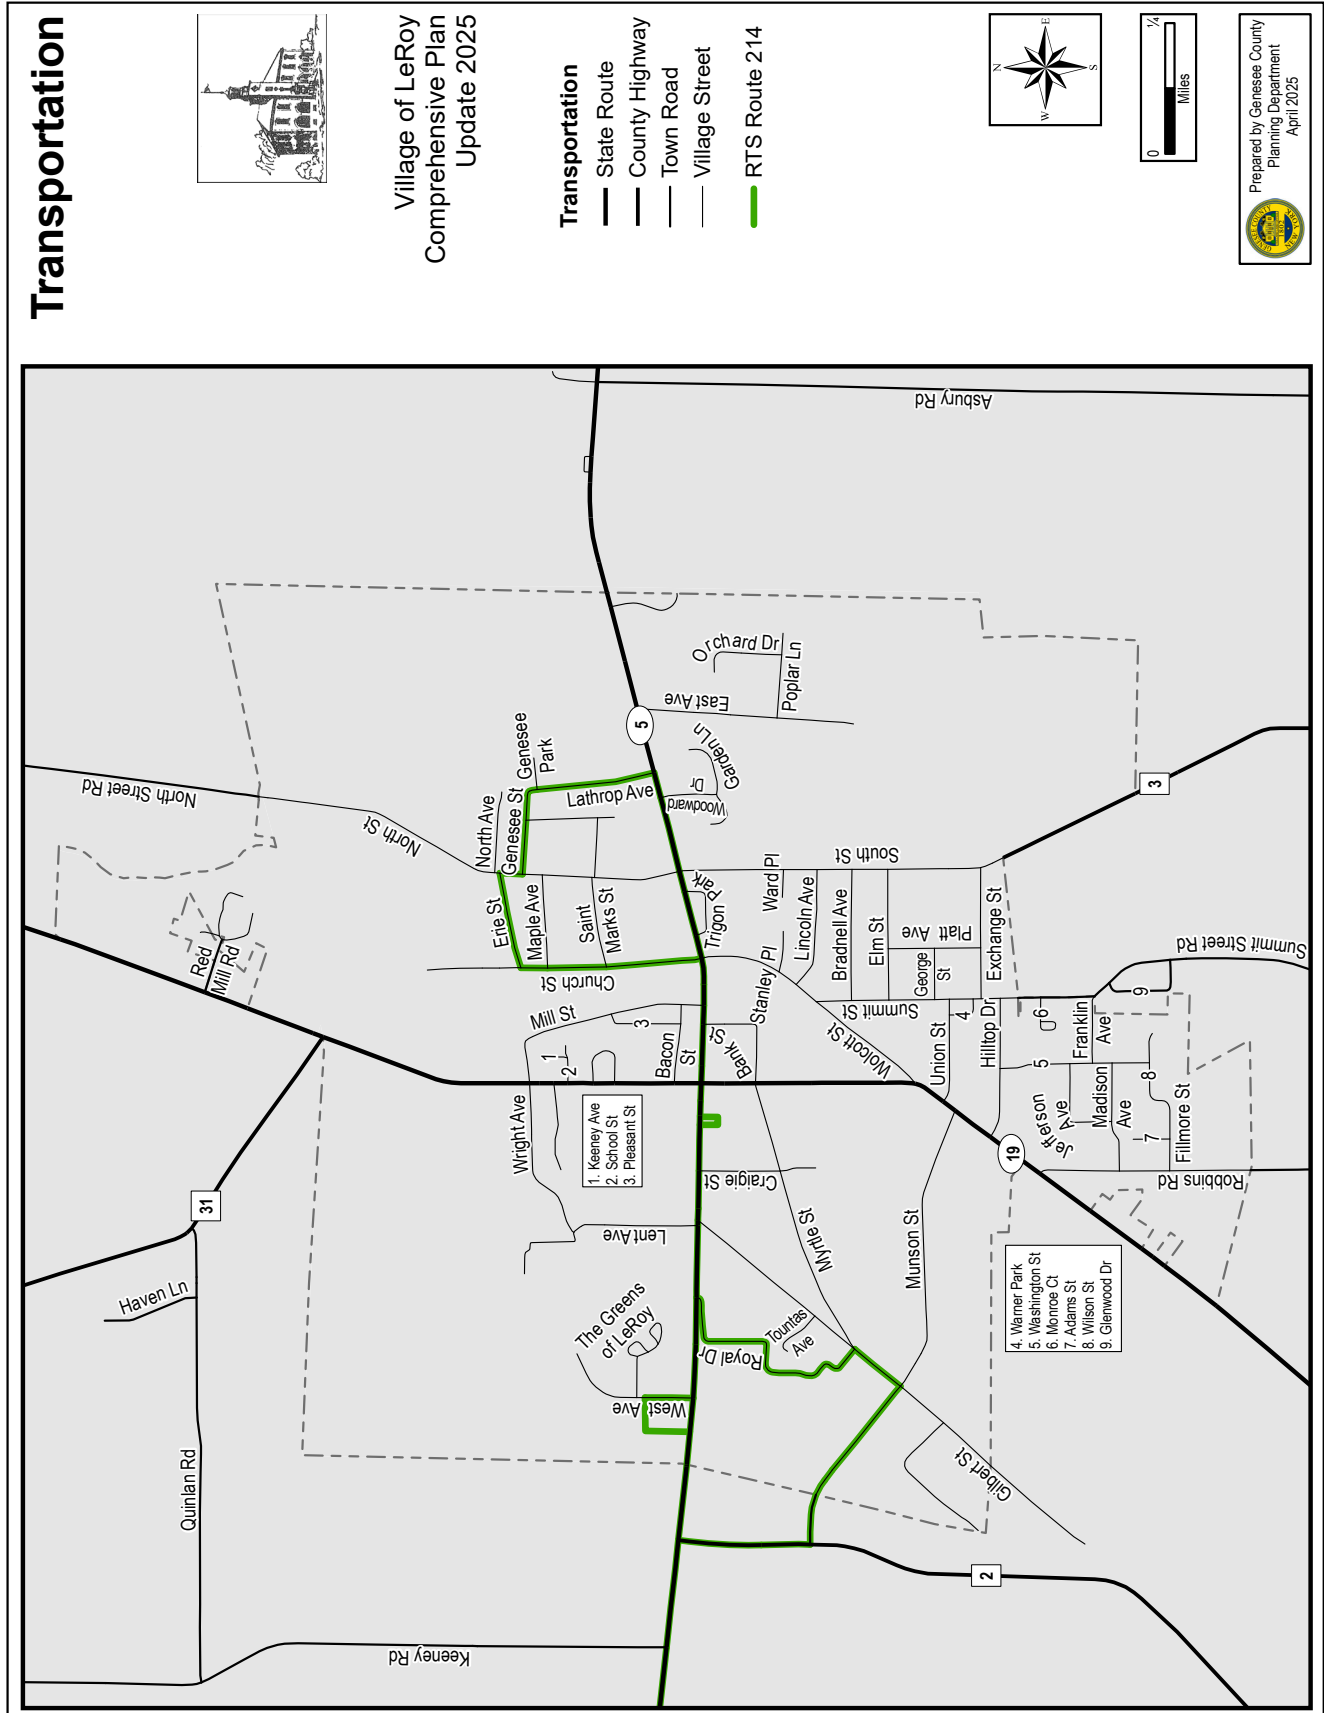 Transportation
Village of LeRoy
Comprehensive Plan
Update 2025
Transportation
State Route
County Highway
Town Road
Village Street
RTS Route 214
N
E
S
W
0
1/4
Miles
GENESEE COUNTY
1802
NEW YORK
Prepared by Genesee County
Planning Department
April 2025
North Street Rd
North St
Red
Mill Rd
31
Haven Ln
Quinlan Rd
Keeney Rd
Asbury Rd
5
Genesee
Park
North Ave
Genesee St
Lathrop Ave
Erie St
Maple Ave
Saint
Marks St
Church St
Mill St
1
2
3
Bacon
St
Wright Ave
1. Keeney Ave
2. School St
3. Pleasant St
Lent Ave
The Greens
of LeRoy
West
Ave
Orchard Dr
Poplar Ln
East Ave
Garden Ln
Woodward
Dr
Trigon
Park
Ward Pl
South St
Lincoln Ave
Bradnell Ave
Elm St
Platt Ave
George
St
Exchange St
Stanley Pl
Bank St
Wolcott St
Summit St
Union St
4
Hilltop Dr
6
5
Franklin
Ave
9
Summit Street Rd
3
Jefferson
Ave
Madison
Ave
8
7
Fillmore St
Robbins Rd
19
Craigie St
Myrtle St
Munson St
Tountas
Ave
Royal Dr
Gilbert St
2
4. Warner Park
5. Washington St
6. Monroe Ct
7. Adams St
8. Wilson St
9. Glenwood Dr